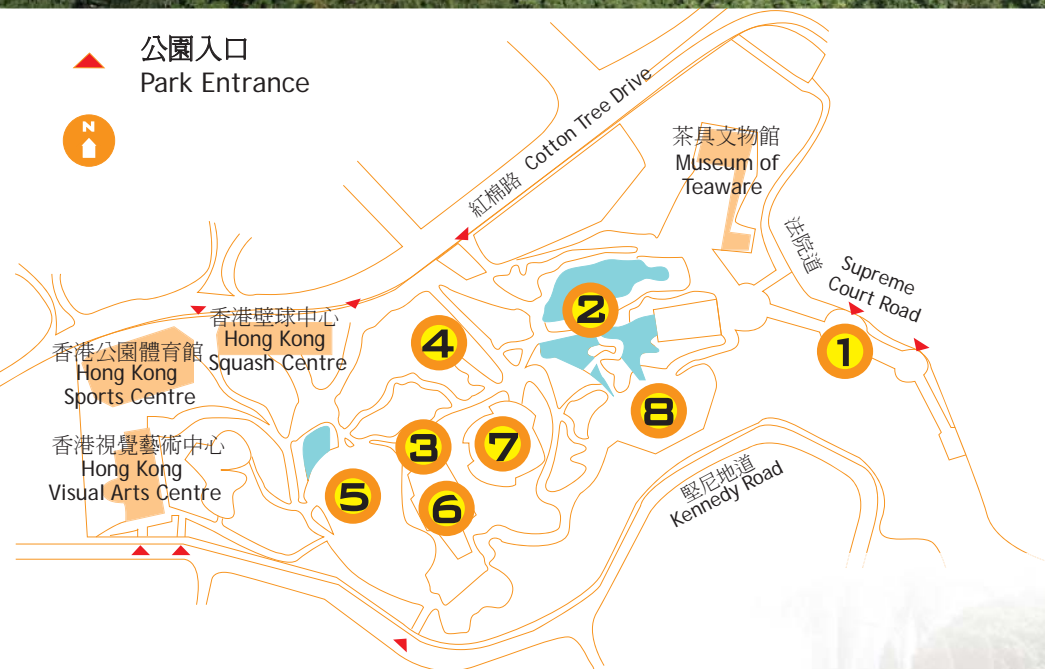 公園入口
Park Entrance
N
紅棉路 Cotton Tree Drive
茶具文物館
Museum of
Teaware
法院道
Supreme
Court Road
香港壁球中心
Hong Kong
Squash Centre
香港公園體育館
Hong Kong
Sports Centre
香港視覺藝術中心
Hong Kong
Visual Arts Centre
2
4
1
8
3
7
5
6
堅尼地道
Kennedy Road